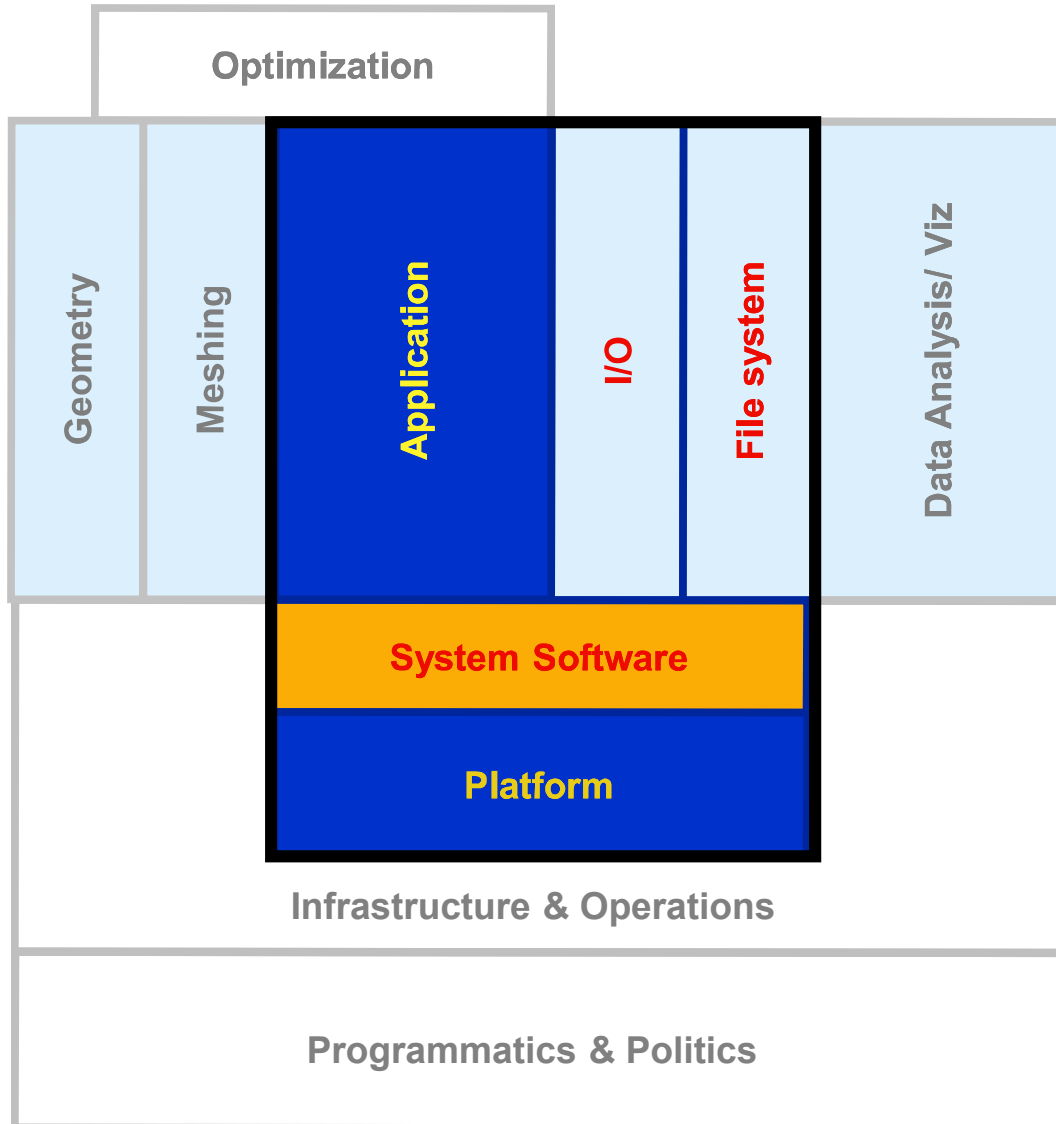 Optimization
Geometry
Meshing
Application
I/O
File system
Data Analysis/ Viz
System Software
Platform
Infrastructure & Operations
Programmatics & Politics